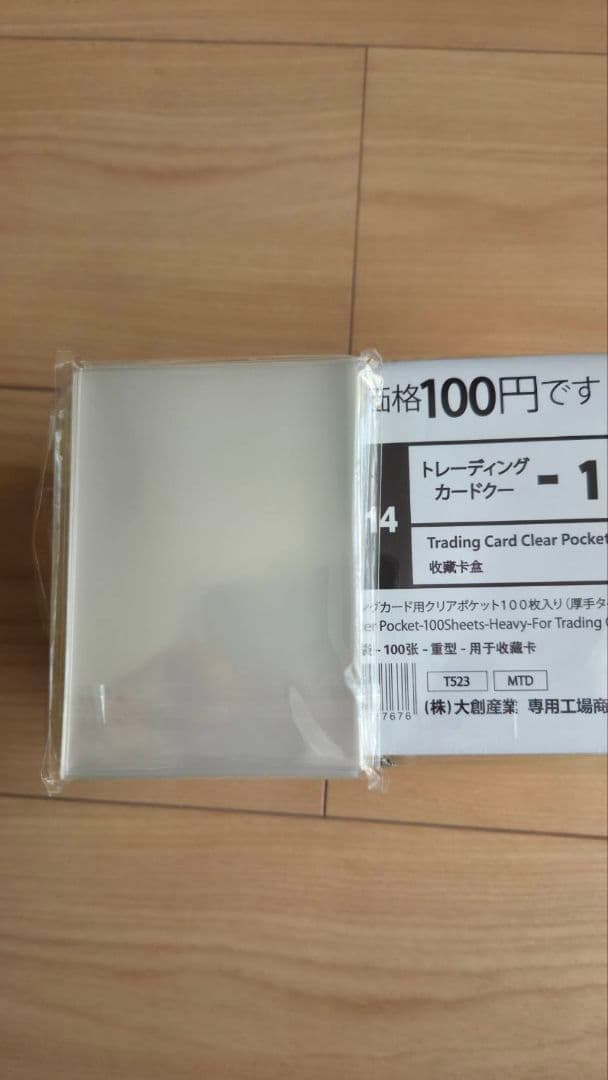 価格100円です
14
トレーディング
カードクー
- 1
Trading Card Clear Pocket
收藏卡盒
グカード用クリアポケット100枚入り(厚手タ
er Pocket-100Sheets-Heavy-For Trading
- 100张 - 重型 - 用于收藏卡
T523
MTD
7676
(株)大創産業 専用工場商